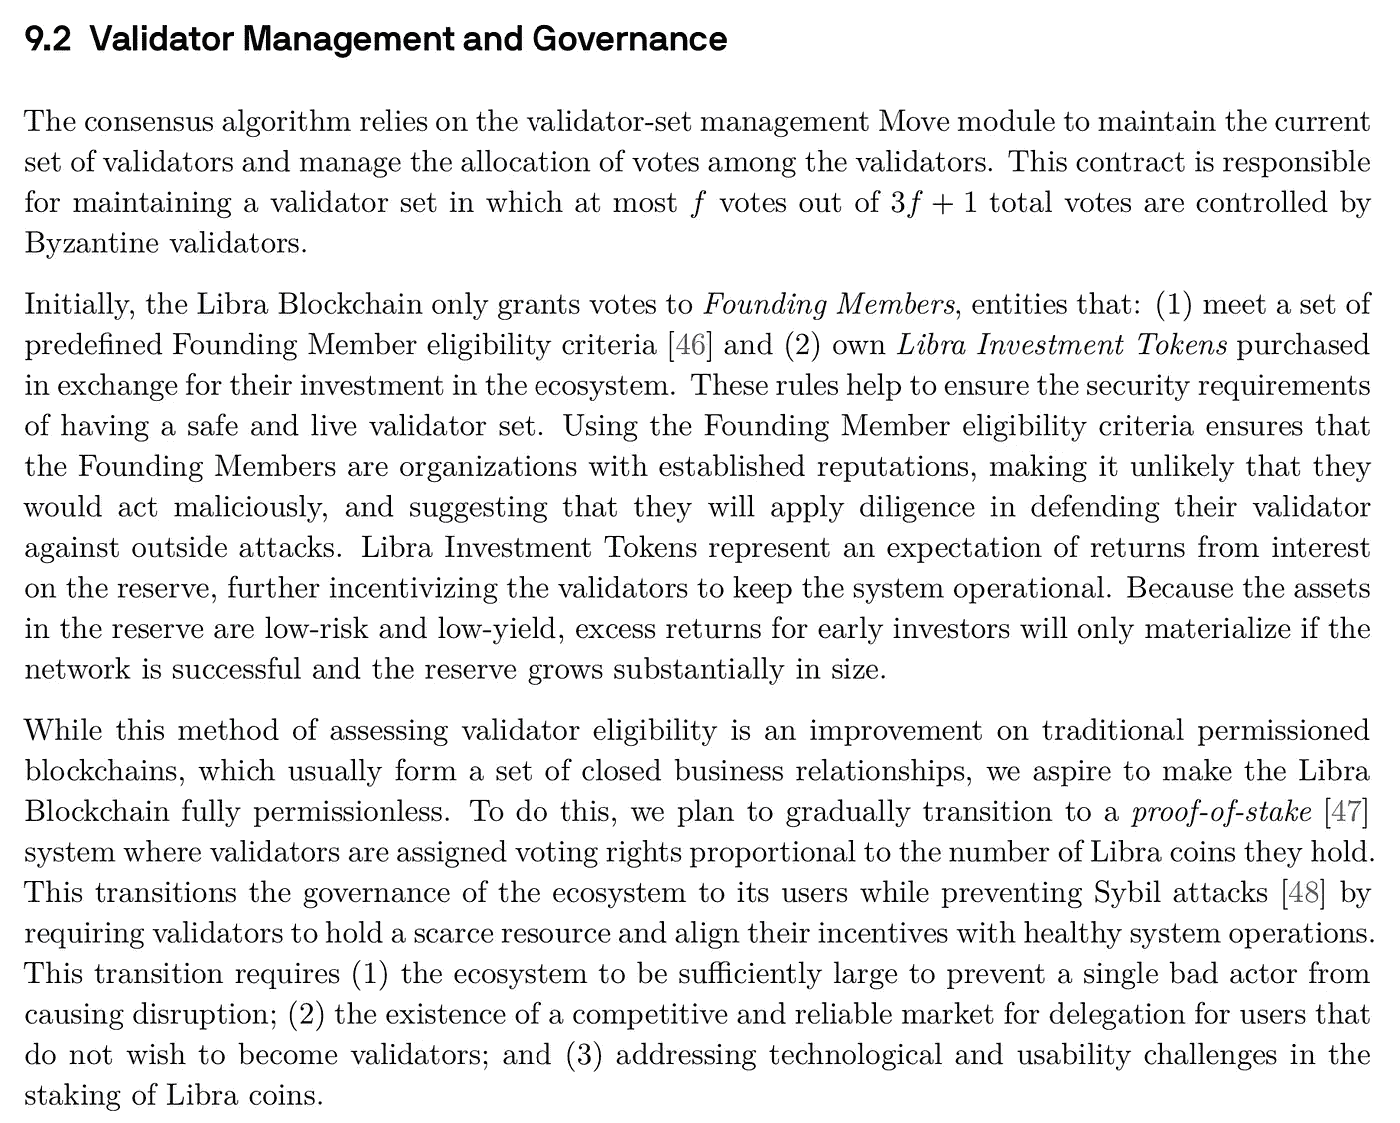 9.2 Validator Management and Governance
The consensus algorithm relies on the validator-set management Move module to maintain the current
set of validators and manage the allocation of votes among the validators. This contract is responsible
for maintaining a validator set in which at most f votes out of 3f + 1 total votes are controlled by
Byzantine validators.
Initially, the Libra Blockchain only grants votes to Founding Members, entities that: (1) meet a set of
predefined Founding Member eligibility criteria [46] and (2) own Libra Investment Tokens purchased
in exchange for their investment in the ecosystem. These rules help to ensure the security requirements
of having a safe and live validator set. Using the Founding Member eligibility criteria ensures that
the Founding Members are organizations with established reputations, making it unlikely that they
would act maliciously, and suggesting that they will apply diligence in defending their validator
against outside attacks. Libra Investment Tokens represent an expectation of returns from interest
on the reserve, further incentivizing the validators to keep the system operational. Because the assets
in the reserve are low-risk and low-yield, excess returns for early investors will only materialize if the
network is successful and the reserve grows substantially in size.
While this method of assessing validator eligibility is an improvement on traditional permissioned
blockchains, which usually form a set of closed business relationships, we aspire to make the Libra
Blockchain fully permissionless. To do this, we plan to gradually transition to a proof-of-stake [47]
system where validators are assigned voting rights proportional to the number of Libra coins they hold.
This transitions the governance of the ecosystem to its users while preventing Sybil attacks [48] by
requiring validators to hold a scarce resource and align their incentives with healthy system operations.
This transition requires (1) the ecosystem to be sufficiently large to prevent a single bad actor from
causing disruption; (2) the existence of a competitive and reliable market for delegation for users that
do not wish to become validators; and (3) addressing technological and usability challenges in the
staking of Libra coins.